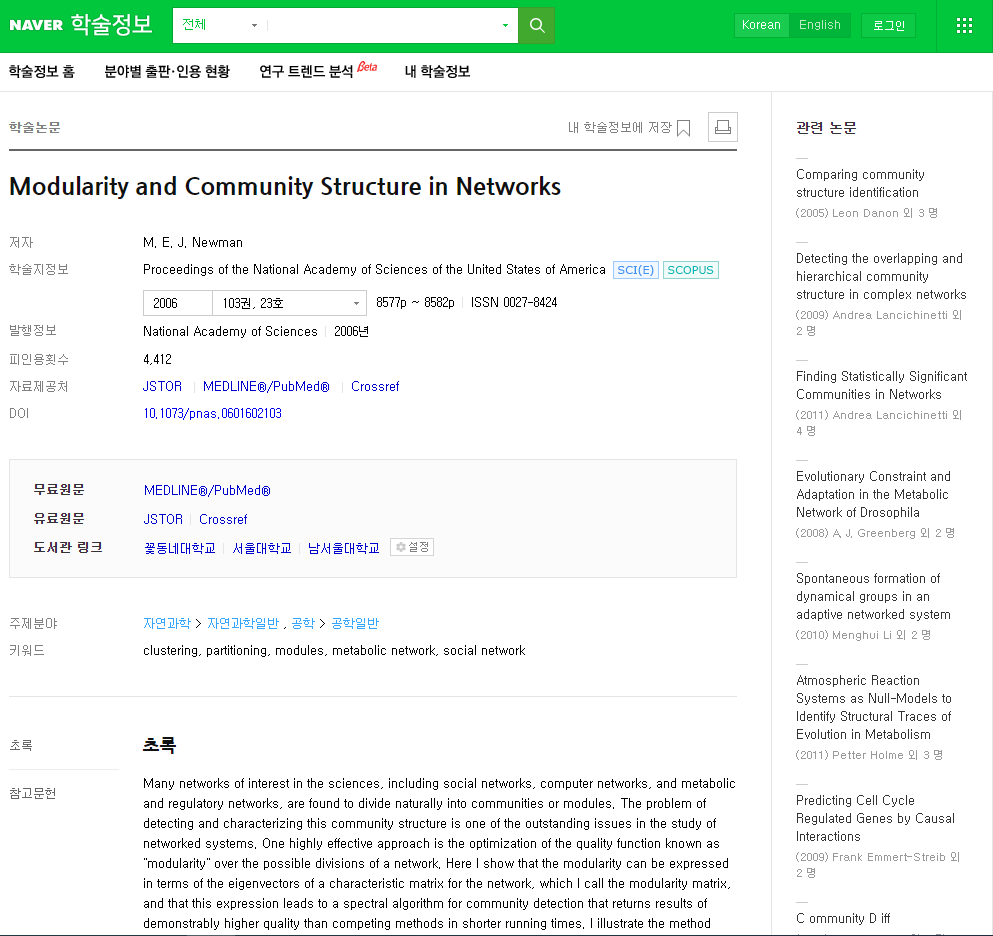 NAVER 학술정보
전체
Korean English
로그인
학술정보 홈 분야별 출판·인용 현황 연구 트렌드 분석 Beta 내 학술정보
학술논문 내 학술정보에 저장
Modularity and Community Structure in Networks
저자 M. E. J. Newman
학술지정보 Proceedings of the National Academy of Sciences of the United States of America SCI(E) SCOPUS
2006 103권, 23호 8577p ~ 8582p ISSN 0027-8424
발행정보 National Academy of Sciences 2006년
피인용횟수 4,412
자료제공처 JSTOR MEDLINE®/PubMed® Crossref
DOI 10.1073/pnas.0601602103
무료원문 MEDLINE®/PubMed®
유료원문 JSTOR Crossref
도서관 링크 꽃동네대학교 서울대학교 남서울대학교 설정
주제분야 자연과학 > 자연과학일반 , 공학 > 공학일반
키워드 clustering, partitioning, modules, metabolic network, social network
초록
참고문헌
초록
Many networks of interest in the sciences, including social networks, computer networks, and metabolic
and regulatory networks, are found to divide naturally into communities or modules. The problem of
detecting and characterizing this community structure is one of the outstanding issues in the study of
networked systems. One highly effective approach is the optimization of the quality function known as
"modularity" over the possible divisions of a network. Here I show that the modularity can be expressed
in terms of the eigenvectors of a characteristic matrix for the network, which I call the modularity matrix,
and that this expression leads to a spectral algorithm for community detection that returns results of
demonstrably higher quality than competing methods in shorter running times. I illustrate the method
관련 논문
Comparing community
structure identification
(2005) Leon Danon 외 3 명
Detecting the overlapping and
hierarchical community
structure in complex networks
(2009) Andrea Lancichinetti 외
2 명
Finding Statistically Significant
Communities in Networks
(2011) Andrea Lancichinetti 외
4 명
Evolutionary Constraint and
Adaptation in the Metabolic
Network of Drosophila
(2008) A. J. Greenberg 외 2 명
Spontaneous formation of
dynamical groups in an
adaptive networked system
(2010) Menghui Li 외 2 명
Atmospheric Reaction
Systems as Null-Models to
Identify Structural Traces of
Evolution in Metabolism
(2011) Petter Holme 외 3 명
Predicting Cell Cycle
Regulated Genes by Causal
Interactions
(2009) Frank Emmert-Streib 외
2 명
C ommunity D iff